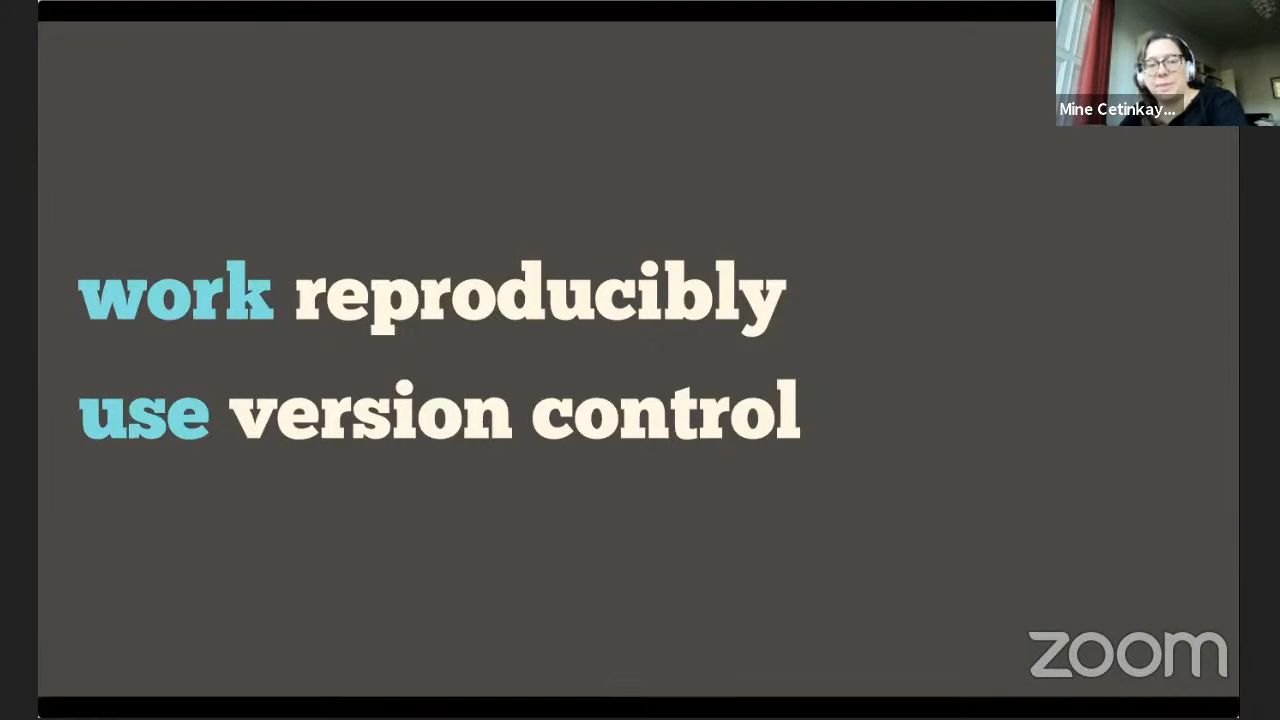 Mine Cetinkay...
work reproducibly
use version control
zoom